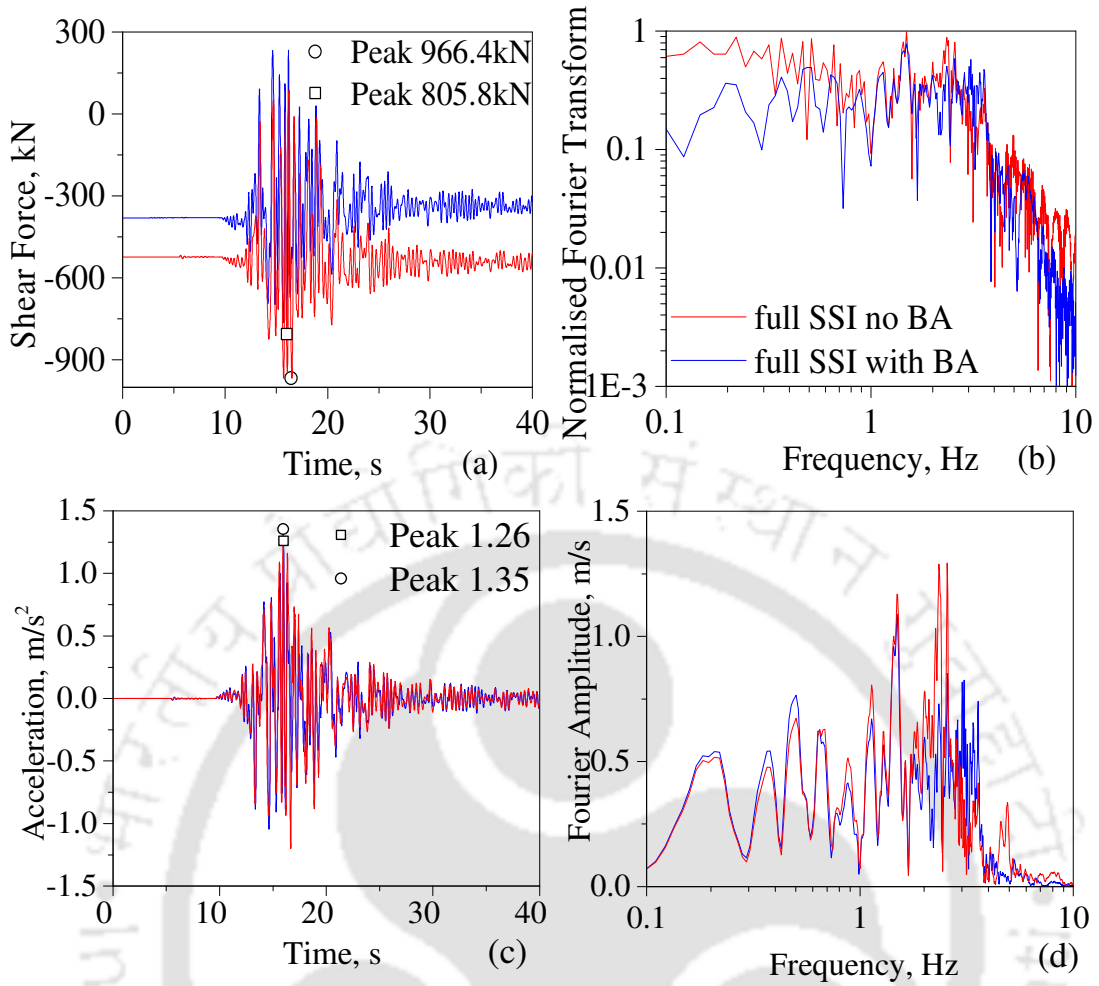 300
0
-300
-600
-900
Shear Force, kN
Peak 966.4kN
Peak 805.8kN
0 10 20 30 40
Time, s
(a)
1
0.1
0.01
1E-3
Normalised Fourier Transform
full SSI no BA
full SSI with BA
0.1 1 10
Frequency, Hz
(b)
1.5
1.0
0.5
0.0
-0.5
-1.0
-1.5
Acceleration, m/s²
Peak 1.26
Peak 1.35
0 10 20 30 40
Time, s
(c)
1.5
1.0
0.5
0.0
Fourier Amplitude, m/s
0.1 1 10
Frequency, Hz
(d)